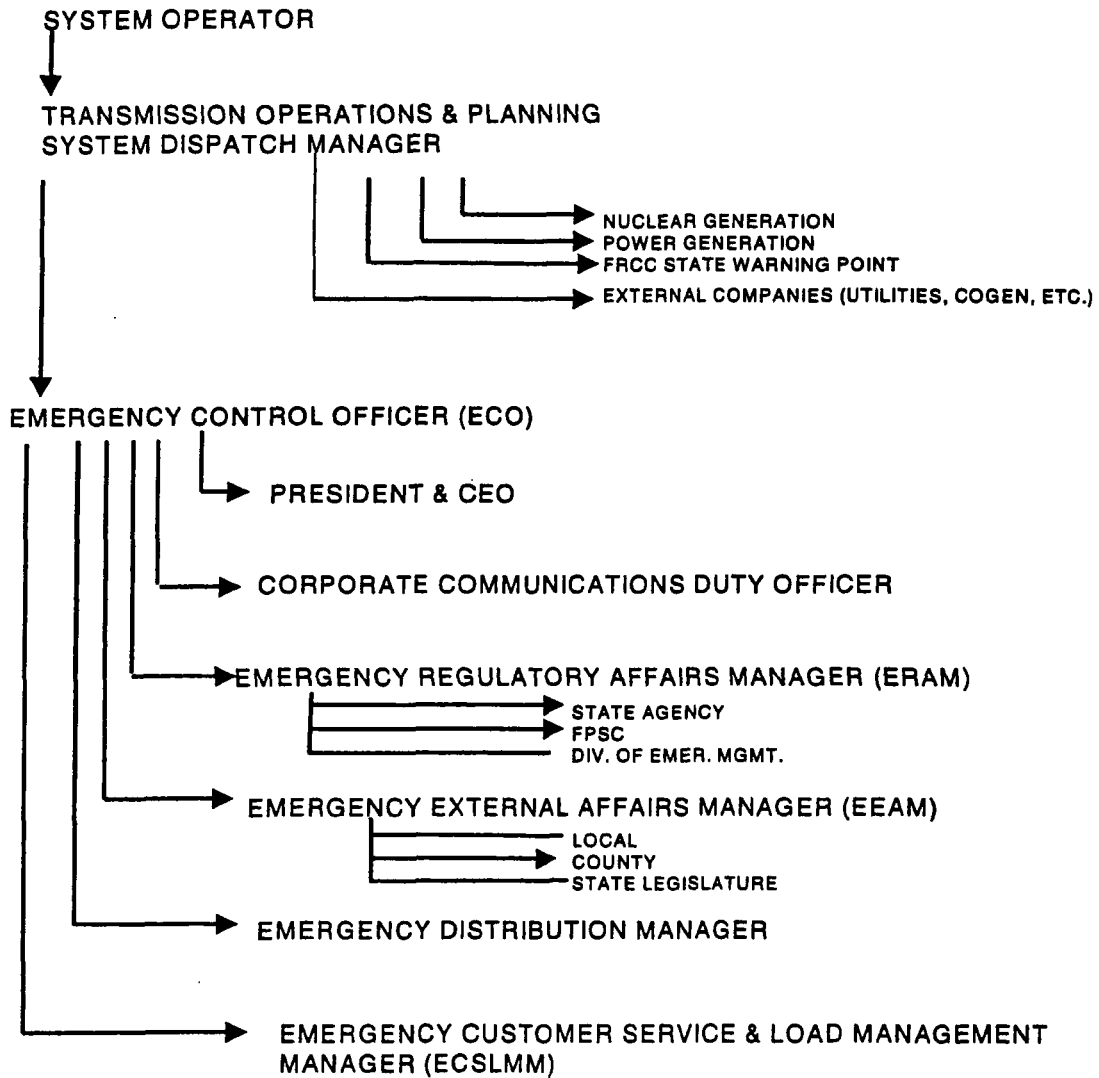 SYSTEM OPERATOR
TRANSMISSION OPERATIONS & PLANNING
SYSTEM DISPATCH MANAGER
NUCLEAR GENERATION
POWER GENERATION
FRCC STATE WARNING POINT
EXTERNAL COMPANIES (UTILITIES, COGEN, ETC.)
EMERGENCY CONTROL OFFICER (ECO)
PRESIDENT & CEO
CORPORATE COMMUNICATIONS DUTY OFFICER
EMERGENCY REGULATORY AFFAIRS MANAGER (ERAM)
STATE AGENCY
FPSC
DIV. OF EMER. MGMT.
EMERGENCY EXTERNAL AFFAIRS MANAGER (EEAM)
LOCAL
COUNTY
STATE LEGISLATURE
EMERGENCY DISTRIBUTION MANAGER
EMERGENCY CUSTOMER SERVICE & LOAD MANAGEMENT
MANAGER (ECSLMM)